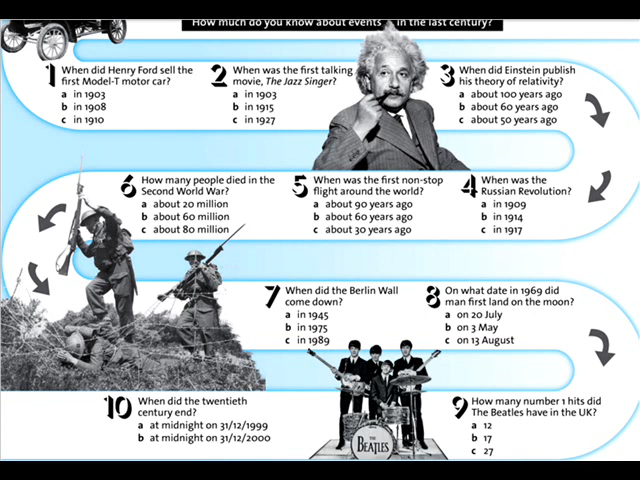 How much do you know about events in the last century?
1 When did Henry Ford sell the
first Model-T motor car?
a in 1903
b in 1908
c in 1910
2 When was the first talking
movie, The Jazz Singer?
a in 1903
b in 1915
c in 1927
3 When did Einstein publish
his theory of relativity?
a about 100 years ago
b about 60 years ago
c about 50 years ago
4 When was the
Russian Revolution?
a in 1909
b in 1914
c in 1917
5 When was the first non-stop
flight around the world?
a about 90 years ago
b about 60 years ago
c about 30 years ago
6 How many people died in the
Second World War?
a about 20 million
b about 60 million
c about 80 million
7 When did the Berlin Wall
come down?
a in 1945
b in 1975
c in 1989
8 On what date in 1969 did
man first land on the moon?
a on 20 July
b on 3 May
c on 13 August
9 How many number 1 hits did
The Beatles have in the UK?
a 12
b 17
c 27
10 When did the twentieth
century end?
a at midnight on 31/12/1999
b at midnight on 31/12/2000
THE
BEATLES